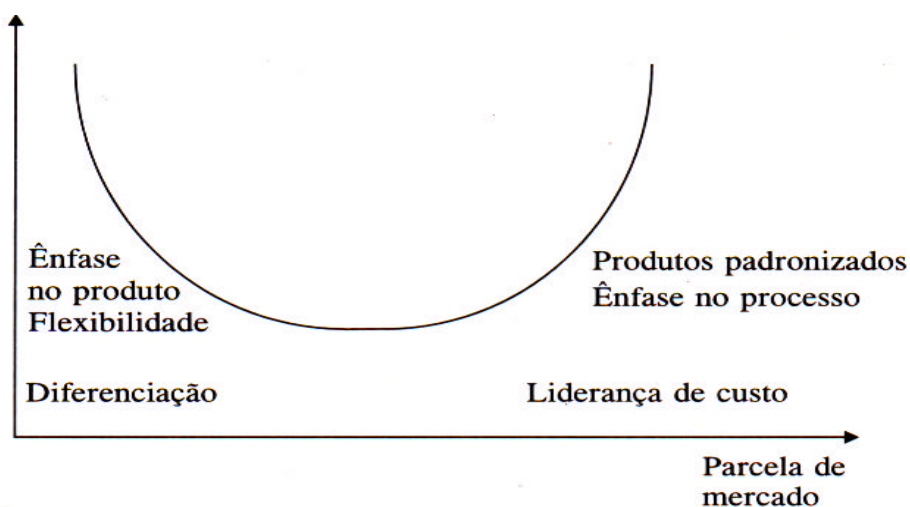 Ênfase
no produto
Flexibilidade
Produtos padronizados
Ênfase no processo
Diferenciação
Liderança de custo
Parcela de
mercado